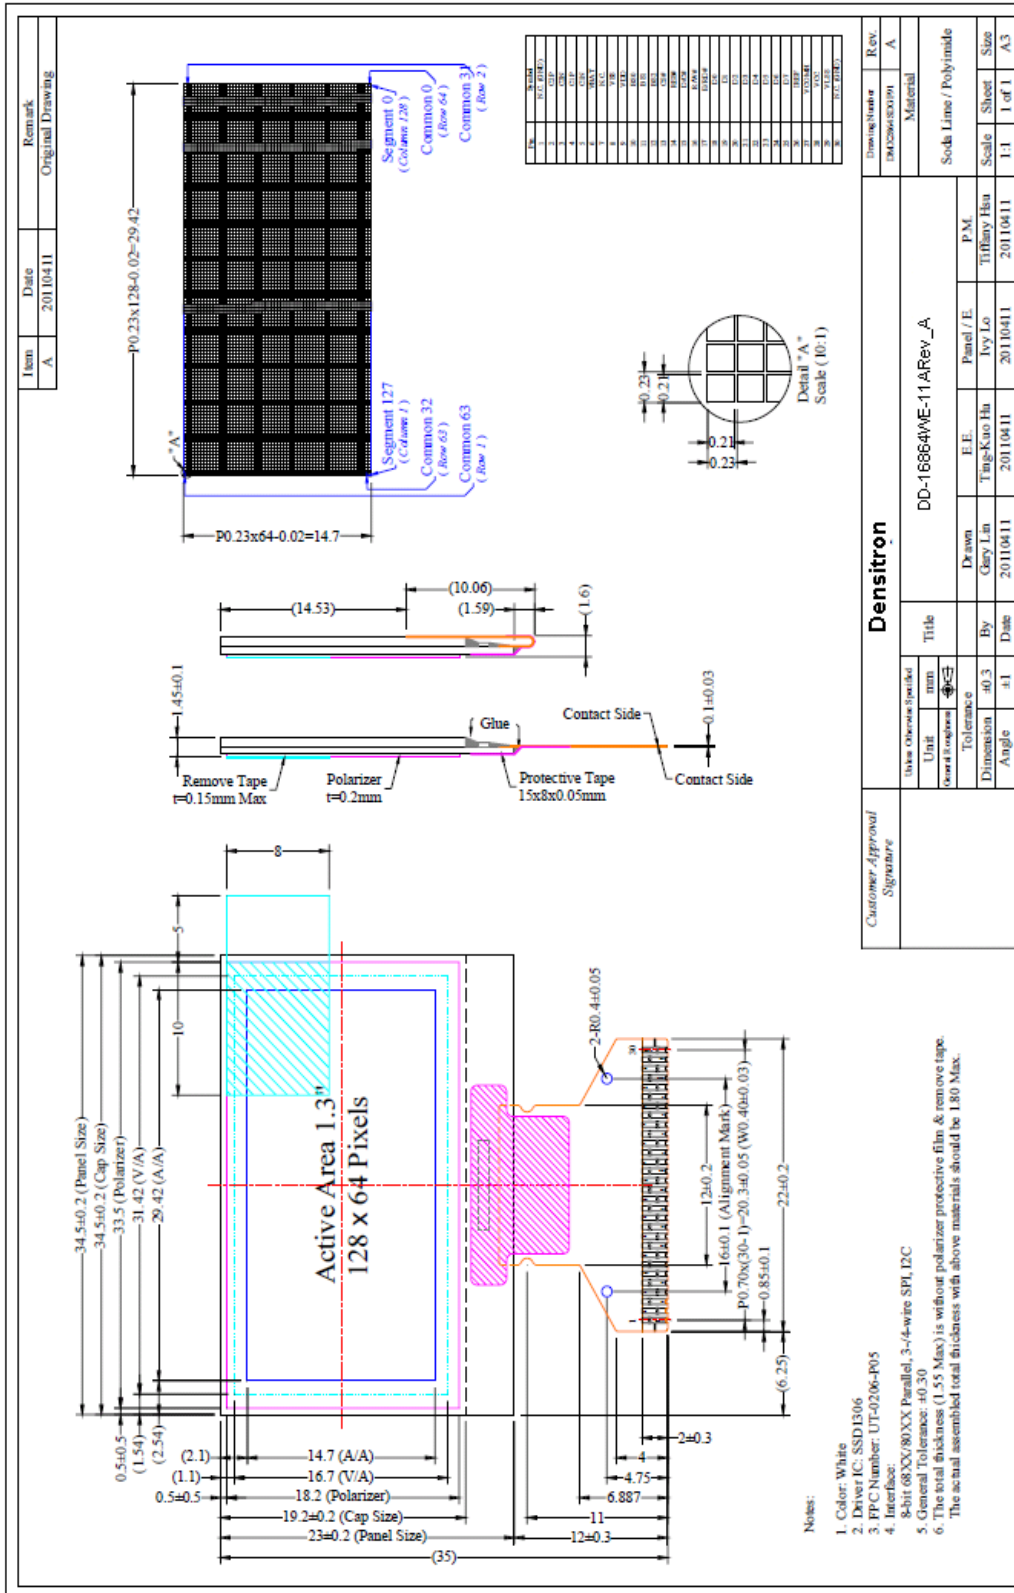 Item Date Remark
A 20110411 Original Drawing
P0.23x128-0.02=29.42
"A"
P0.23x64-0.02=14.7
Segment 127
( Column 1 )
Common 32
( Row 63 )
Common 63
( Row 1 )
Segment 0
( Column 128 )
Common 0
( Row 64 )
Common 31
( Row 2 )
0.23
0.21
0.21
0.23
Detail "A"
Scale (10:1)
(14.53)
(10.06)
(1.59)
(1.6)
1.45±0.1
Glue
Contact Side
0.1±0.03
Remove Tape
t=0.15mm Max
Polarizer
t=0.2mm
Protective Tape
15x8x0.05mm
Contact Side
34.5±0.2 (Panel Size)
34.5±0.2 (Cap Size)
33.5 (Polarizer)
31.42 (V/A)
29.42 (A/A)
0.5±0.5
(1.54)
(2.54)
5
10
8
Active Area 1.3"
128 x 64 Pixels
(2.1)
14.7 (A/A)
(1.1)
16.7 (V/A)
0.5±0.5
18.2 (Polarizer)
19.2±0.2 (Cap Size)
23±0.2 (Panel Size)
(35)
2-R0.4±0.05
1
30
12±0.2
16±0.1 (Alignment Mark)
P0.70x(30-1)=20.3±0.05 (W0.40±0.03)
0.85±0.1
22±0.2
(6.25)
2±0.3
4
4.75
6.887
11
12±0.3
Notes:
1. Color: White
2. Driver IC: SSD1306
3. FPC Number: UT-0206-P05
4. Interface:
8-bit 68XX/80XX Parallel, 3-/4-wire SPI, I2C
5. General Tolerance: ±0.30
6. The total thickness (1.55 Max) is without polarizer protective film & remove tape.
The actual assembled total thickness with above materials should be 1.80 Max.
Customer Approval
Signature
Densitron
Drawing Number Rev.
A
Unless Otherwise Specified
Unit mm
General Roughness
Tolerance
Dimension ±0.3
Angle ±1
Title
DD-16864WE-11ARev_A
Material
Soda Lime / Polyimide
Drawn E.E. Panel / E. P.M.
By Gary Lin Ting-Kuo Hu Ivy Lo Tiffany Hsu
Date 20110411 20110411 20110411 20110411
Scale Sheet Size
1:1 1 of 1 A3